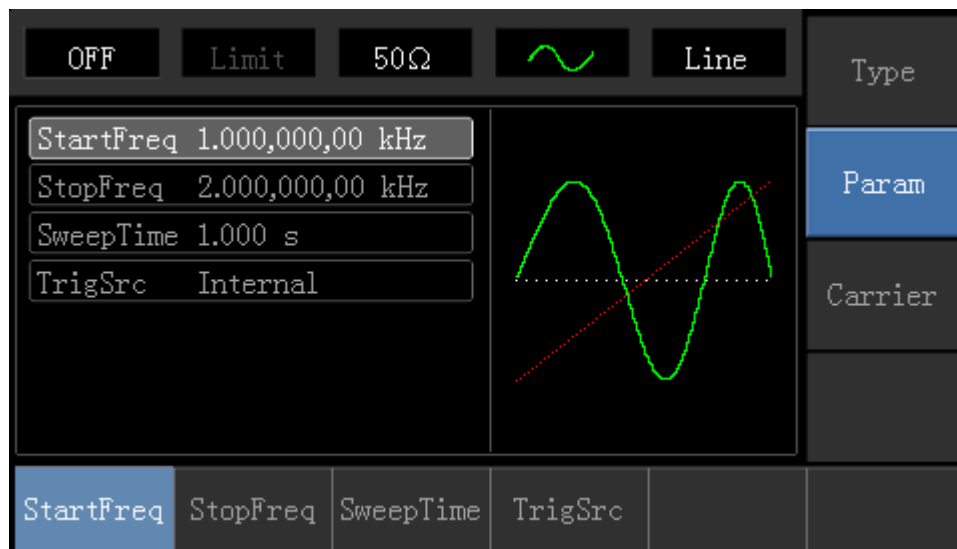 OFF Limit 50Ω Line
Type
StartFreq 1.000,000,00 kHz
StopFreq 2.000,000,00 kHz
Param
SweepTime 1.000 s
TrigSrc Internal
Carrier
StartFreq StopFreq SweepTime TrigSrc